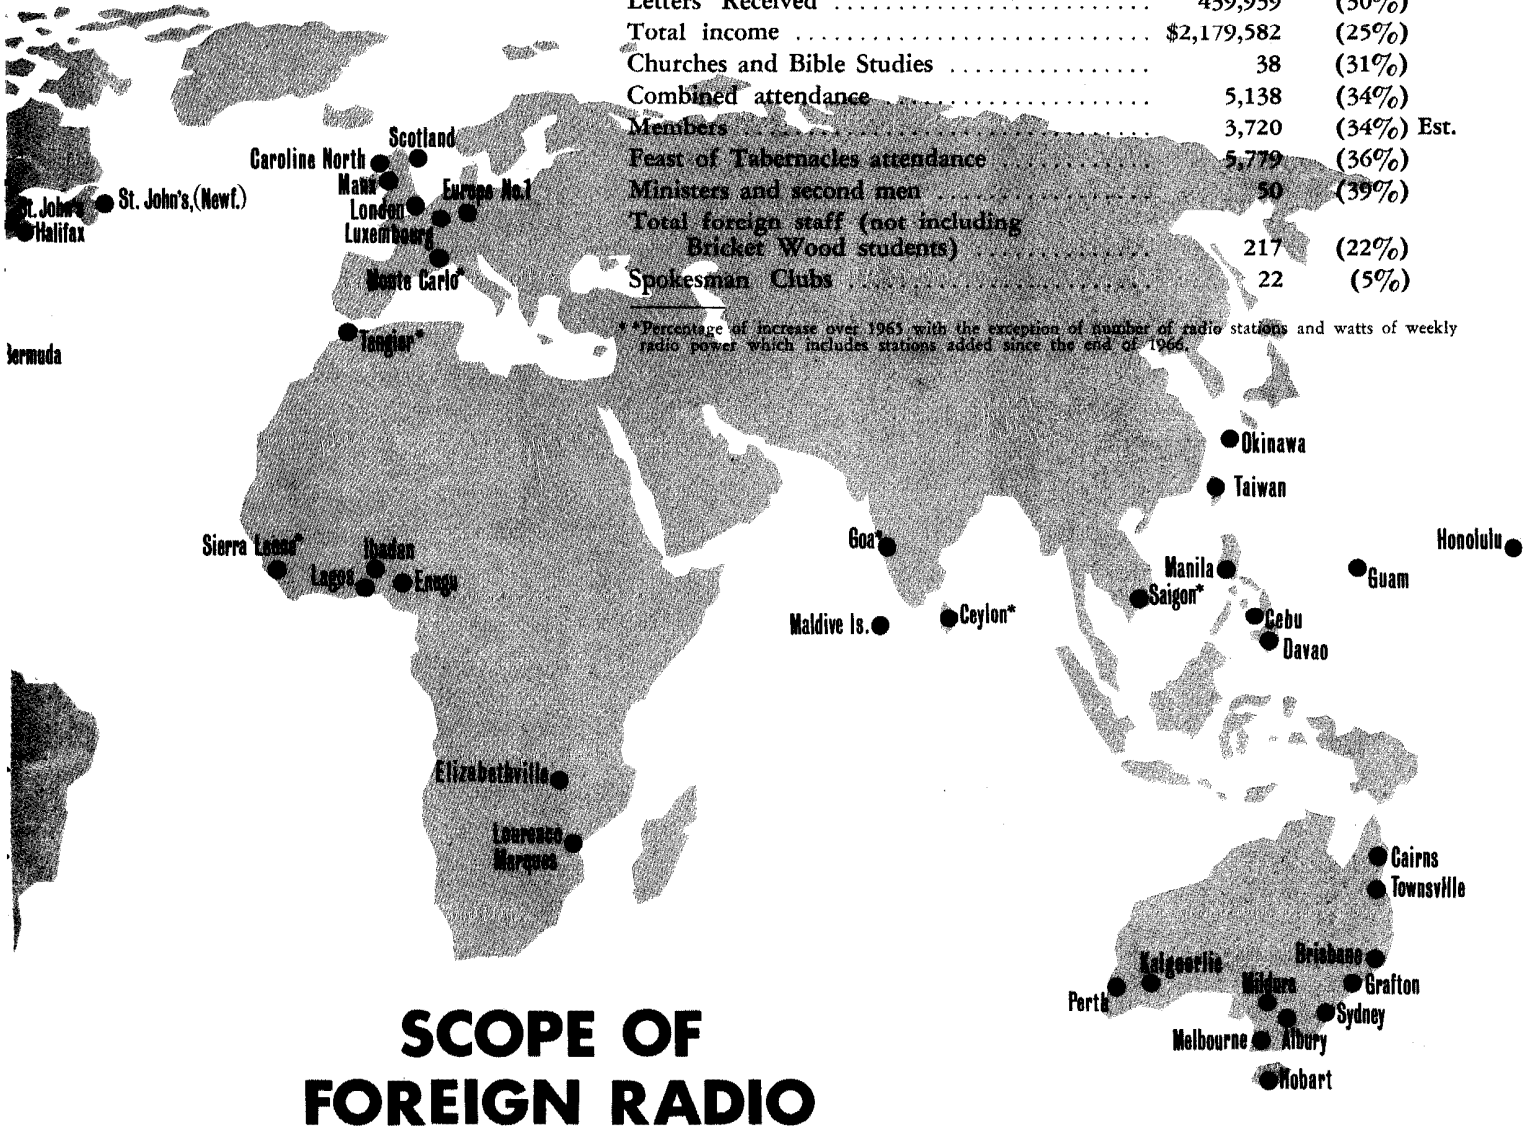 Letters Received ........................ 459,959 (30%)
Total income ........................... $2,179,582 (25%)
Churches and Bible Studies ................ 38 (31%)
Combined attendance .................... 5,138 (34%)
Members ................................ 3,720 (34%) Est.
Feast of Tabernacles attendance ............ 5,779 (36%)
Ministers and second men ................. 50 (39%)
Total foreign staff (not including
Bricket Wood students) .............. 217 (22%)
Spokesman Clubs ....................... 22 (5%)
**Percentage of increase over 1965 with the exception of number of radio stations and watts of weekly
radio power which includes stations added since the end of 1966.
Scotland
Caroline North
Manx
Europe No.1
St. John's
St. John's,(Newf.)
London
Halifax
Luxembourg
Monte Carlo*
Tangier*
Bermuda
Okinawa
Taiwan
Sierra Leone*
Ibadan
Lagos
Enugu
Goa*
Honolulu
Manila
Guam
Saigon*
Maldive Is.
Ceylon*
Cebu
Davao
Elizabethville
Lourenco
Marques
Cairns
Townsville
Brisbane
Kalgoorlie
Mildura
Grafton
Perth
Sydney
Melbourne
Albury
Hobart
SCOPE OF
FOREIGN RADIO